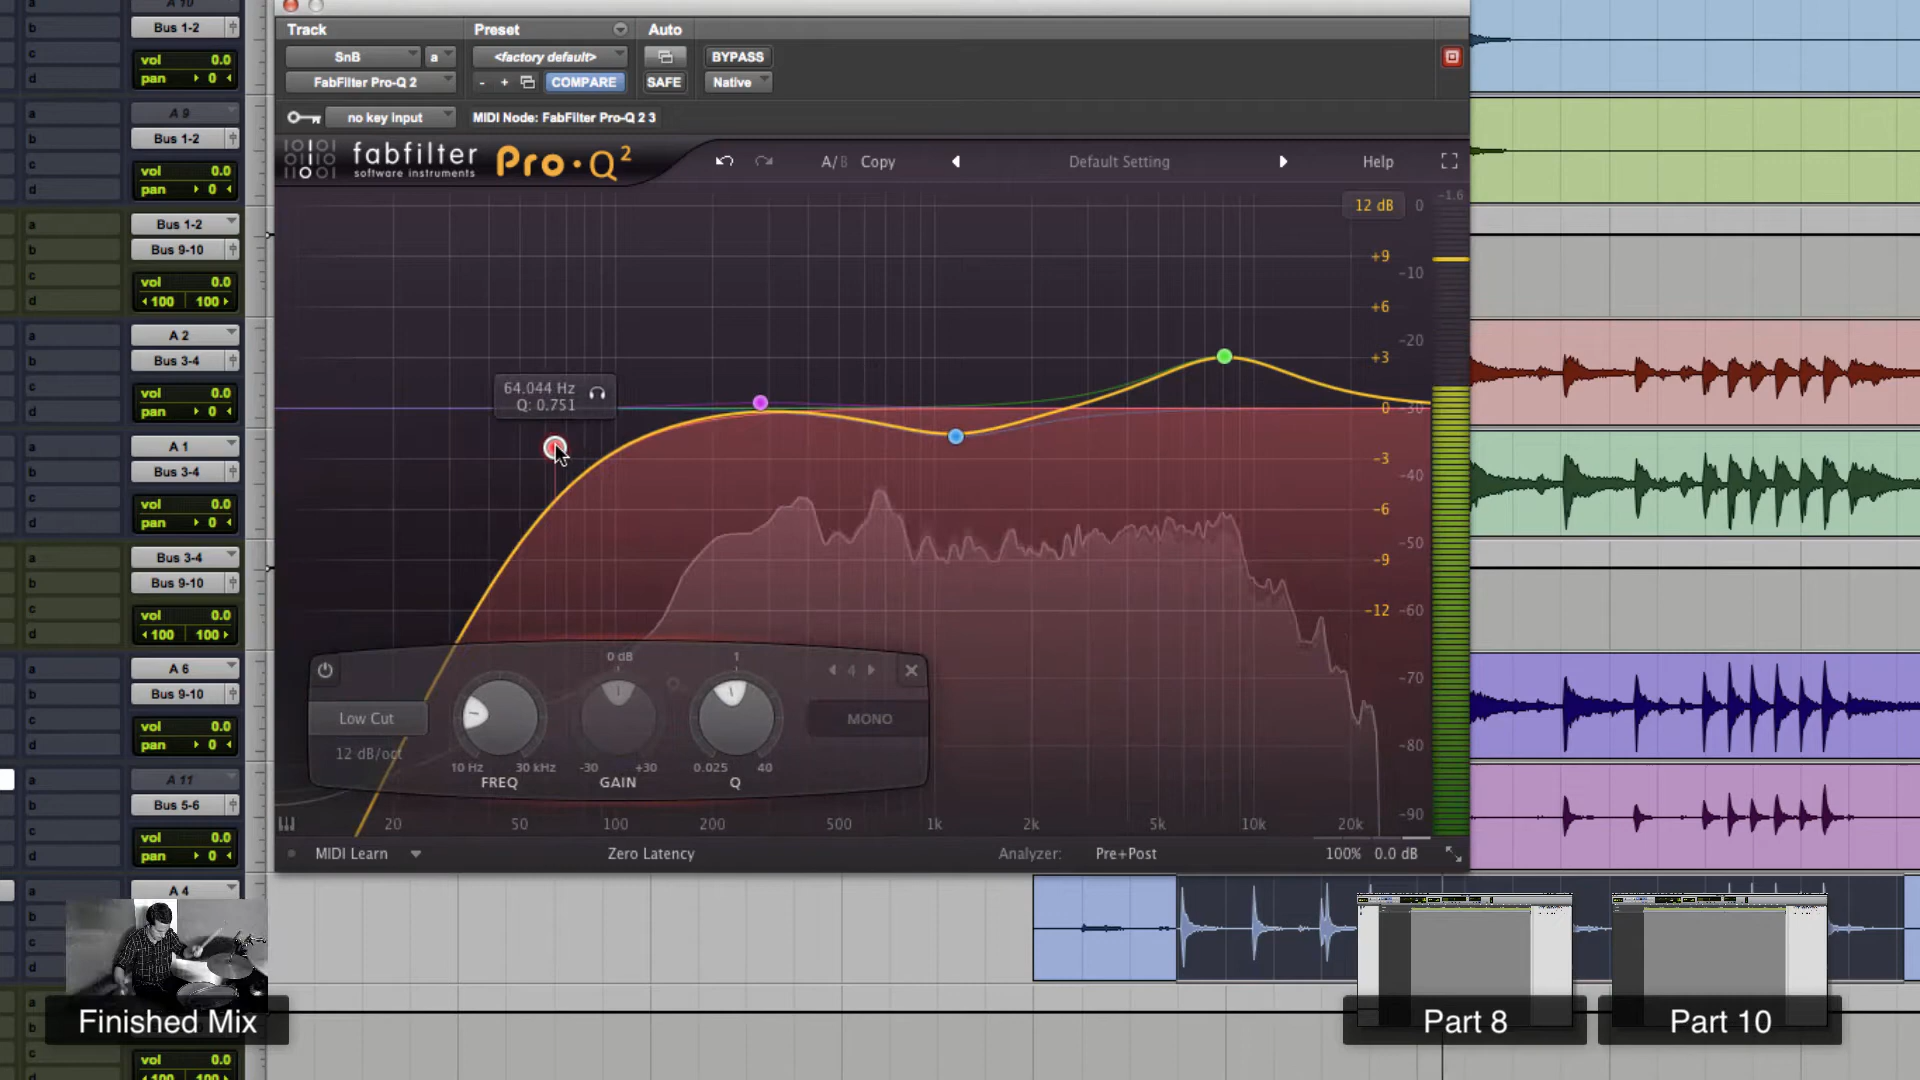 A 10
Bus 1-2
vol 0.0
pan 0
A 9
Bus 1-2
vol 0.0
pan 0
Bus 1-2
Bus 9-10
vol 0.0
100 100
A 2
Bus 3-4
vol 0.0
pan 0
A 1
Bus 3-4
vol 0.0
pan 0
Bus 3-4
Bus 9-10
vol 0.0
100 100
A 6
Bus 9-10
vol 0.0
pan 0
A 11
Bus 5-6
vol 0.0
pan 0
A 4
a
b
c
d
vol 0.0
100 100
Track Preset Auto
SnB a <factory default> BYPASS
FabFilter Pro-Q 2 - + COMPARE SAFE Native
no key input MIDI Node: FabFilter Pro-Q 2 3
fabfilter
software instruments
Pro·Q2
A/B Copy Default Setting Help
12 dB 0 -1.6
+9 -10
+6
-20
+3
0 -30
-3
-40
-6
-50
-9
-12 -60
-70
-80
-90
64.044 Hz
Q: 0.751
0 dB 1 4
Low Cut MONO
12 dB/oct
10 Hz 30 kHz -30 +30 0.025 40
FREQ GAIN Q
20 50 100 200 500 1k 2k 5k 10k 20k
MIDI Learn Zero Latency Analyzer: Pre+Post 100% 0.0 dB
Finished Mix
Part 8
Part 10